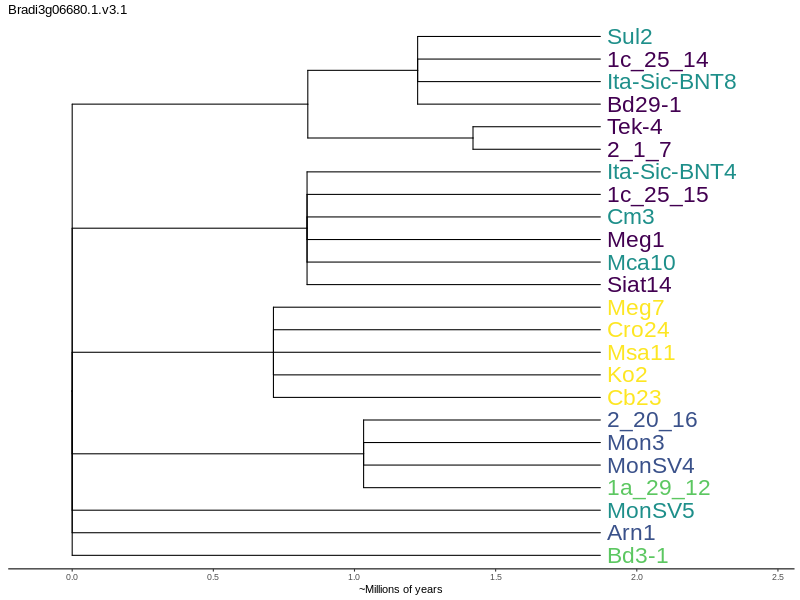 Bradi3g06680.1.v3.1
Sul2
1c_25_14
Ita-Sic-BNT8
Bd29-1
Tek-4
2_1_7
Ita-Sic-BNT4
1c_25_15
Cm3
Meg1
Mca10
Siat14
Meg7
Cro24
Msa11
Ko2
Cb23
2_20_16
Mon3
MonSV4
1a_29_12
MonSV5
Arn1
Bd3-1
0.0 0.5 1.0 1.5 2.0 2.5
~Millions of years